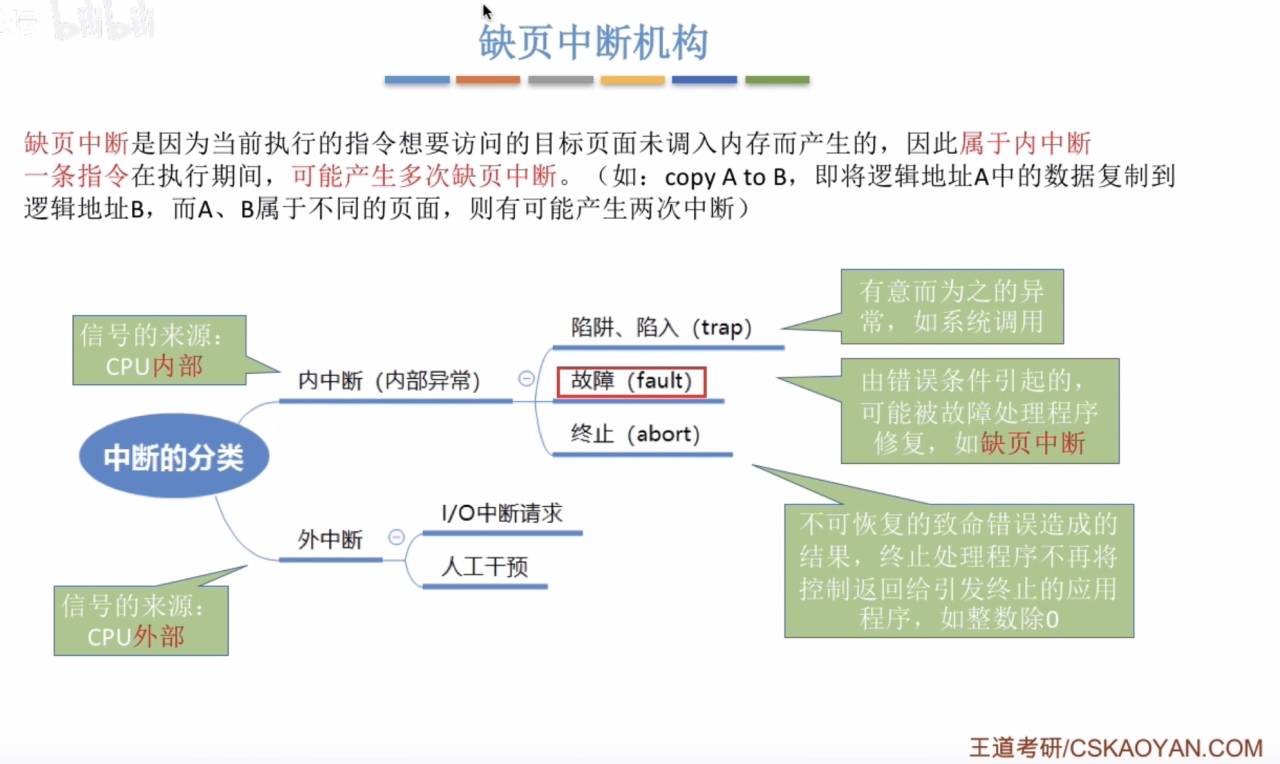 bilibili
缺页中断机构
缺页中断是因为当前执行的指令想要访问的目标页面未调入内存而产生的，因此属于内中断
一条指令在执行期间，可能产生多次缺页中断。（如：copy A to B，即将逻辑地址A中的数据复制到
逻辑地址B，而A、B属于不同的页面，则有可能产生两次中断）
信号的来源：
CPU内部
中断的分类
内中断（内部异常）
陷阱、陷入（trap）
有意而为之的异
常，如系统调用
故障（fault）
由错误条件引起的，
可能被故障处理程序
修复，如缺页中断
终止（abort）
不可恢复的致命错误造成的
结果，终止处理程序不再将
控制返回给引发终止的应用
程序，如整数除0
外中断
I/O中断请求
人工干预
信号的来源：
CPU外部
王道考研/CSKAOYAN.COM